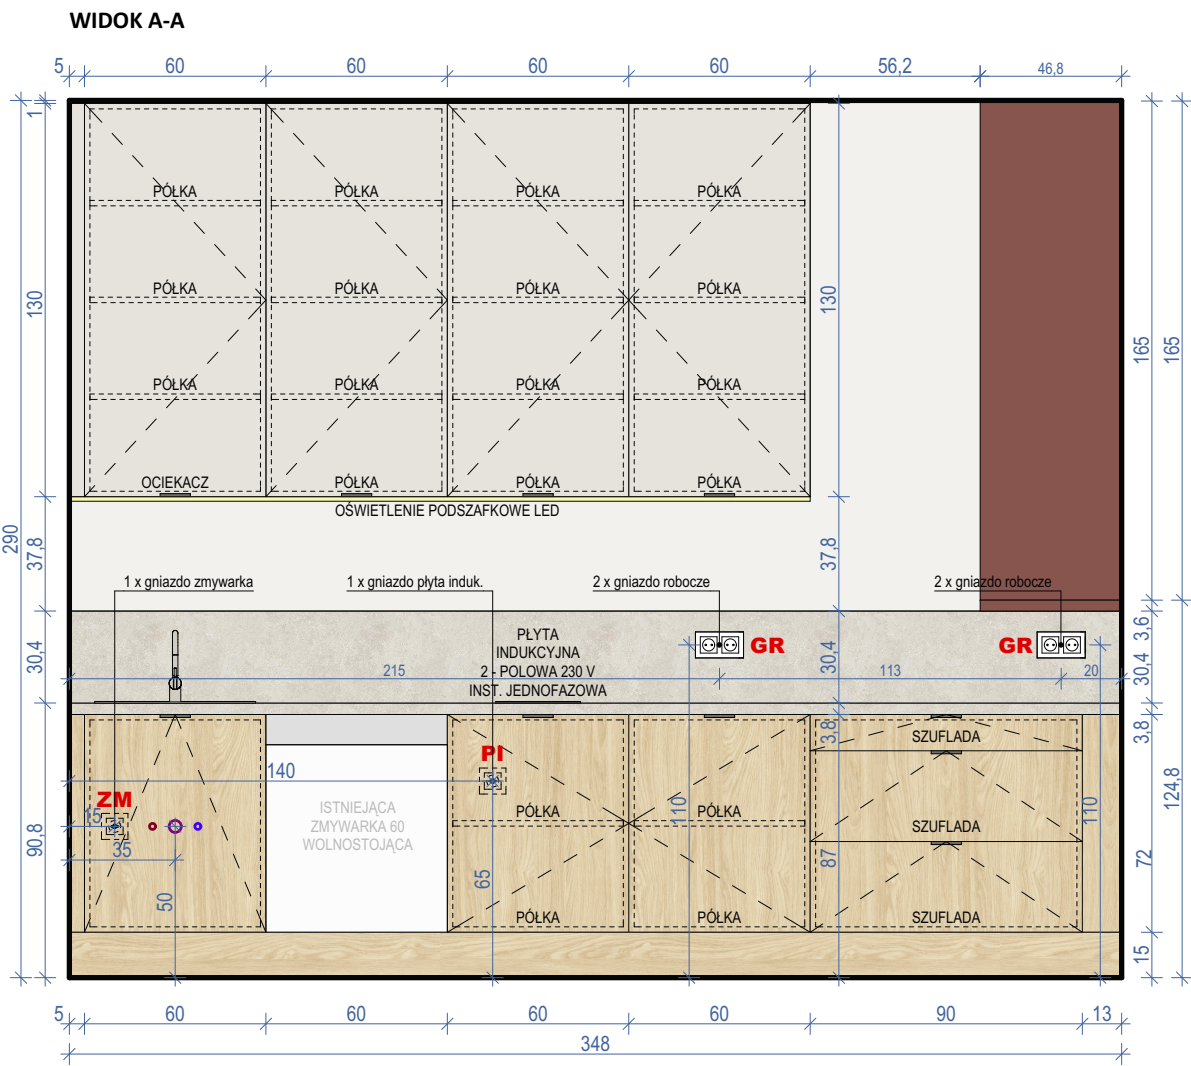 WIDOK A-A
5 60 60 60 60 56,2 46,8
1
PÓŁKA PÓŁKA PÓŁKA PÓŁKA
130 PÓŁKA PÓŁKA PÓŁKA PÓŁKA 130
165 165
PÓŁKA PÓŁKA PÓŁKA PÓŁKA
OCIEKACZ PÓŁKA PÓŁKA PÓŁKA
OŚWIETLENIE PODSZAFKOWE LED
290 37,8 37,8
1 x gniazdo zmywarka 1 x gniazdo płyta induk. 2 x gniazdo robocze 2 x gniazdo robocze
3,6
PŁYTA
INDUKCYJNA
2 - POLOWA 230 V
INST. JEDNOFAZOWA
GR GR
30,4 215 30,4 113 20 30,4
3,8 SZUFLADA 3,8
PI
140
ZM
124,8
ISTNIEJĄCA
ZMYWARKA 60
WOLNOSTOJĄCA
PÓŁKA PÓŁKA
110 110
15
SZUFLADA
90,8 35 87 72
50 65
PÓŁKA PÓŁKA SZUFLADA
15
5 60 60 60 60 90 13
348